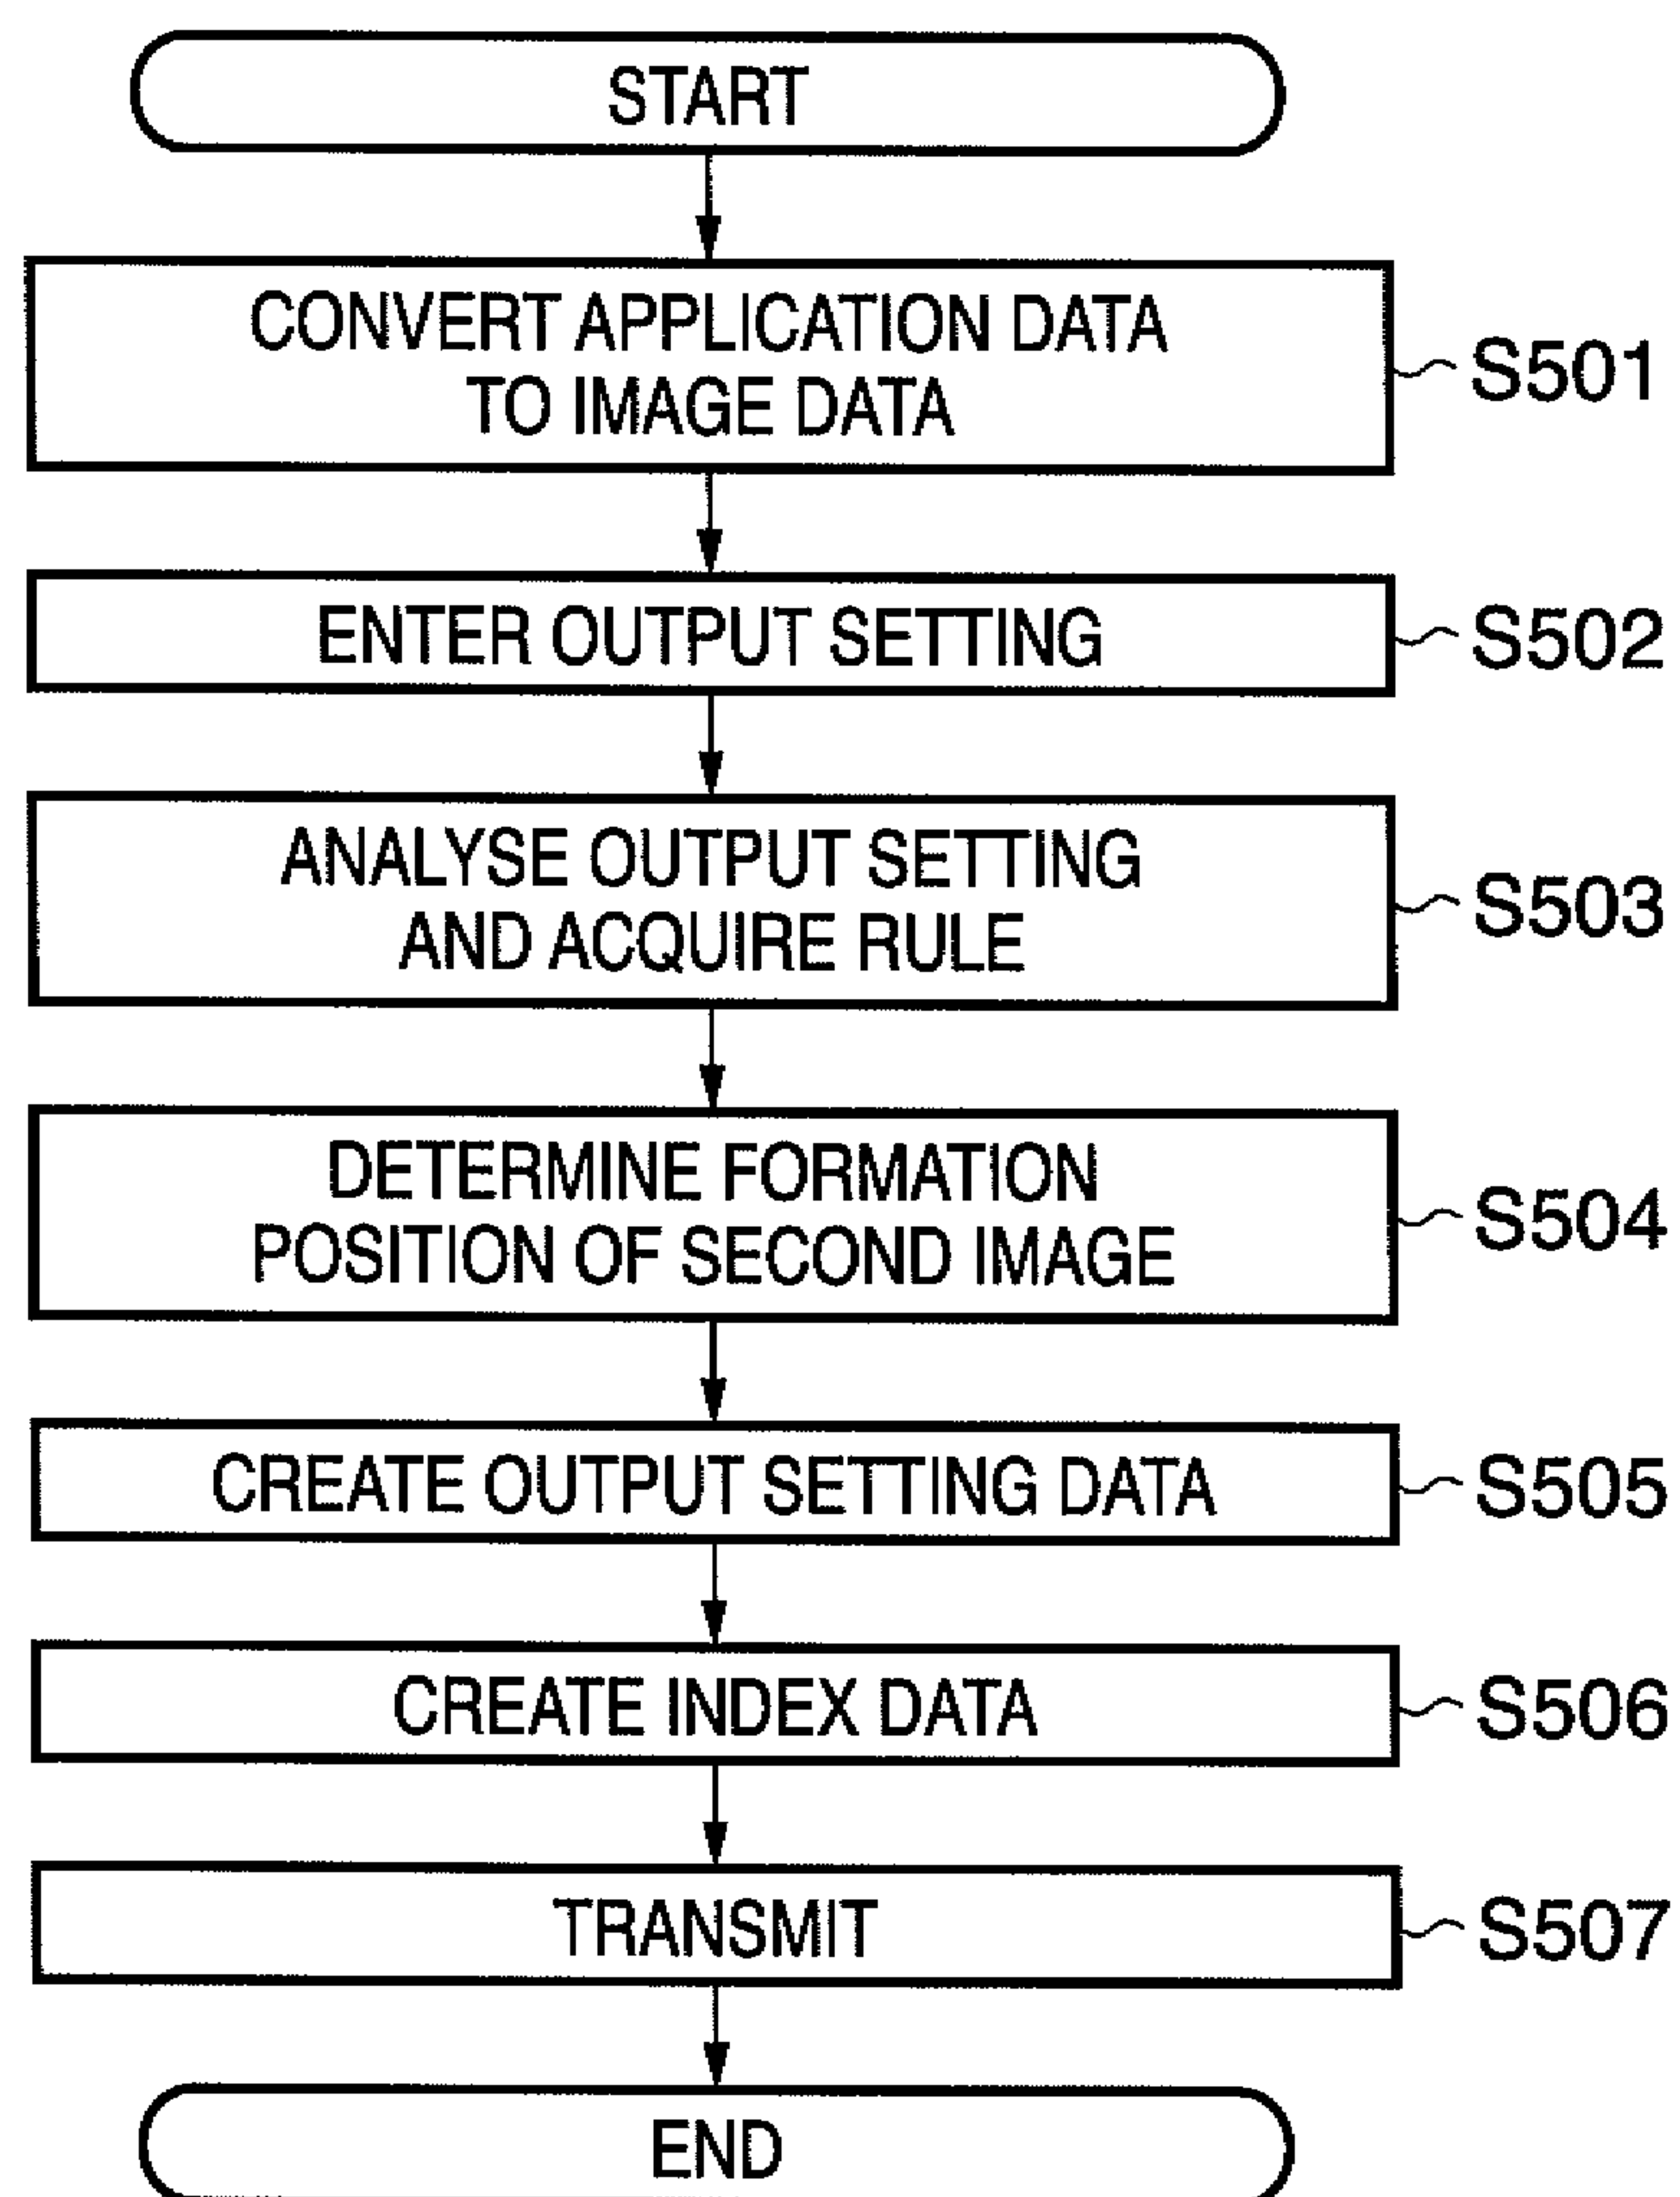 START
CONVERT APPLICATION DATA
TO IMAGE DATA
S501
ENTER OUTPUT SETTING
S502
ANALYSE OUTPUT SETTING
AND ACQUIRE RULE
S503
DETERMINE FORMATION
POSITION OF SECOND IMAGE
S504
CREATE OUTPUT SETTING DATA
S505
CREATE INDEX DATA
S506
TRANSMIT
S507
END